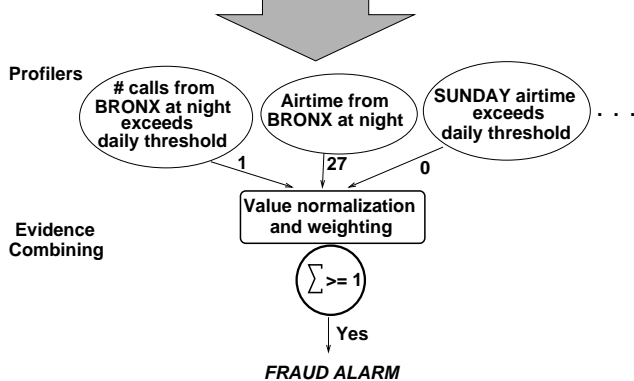 Profilers
# calls from
BRONX at night
exceeds
daily threshold
Airtime from
BRONX at night
SUNDAY airtime
exceeds
daily threshold
. . .
1
27
0
Evidence
Combining
Value normalization
and weighting
∑ >= 1
Yes
FRAUD ALARM